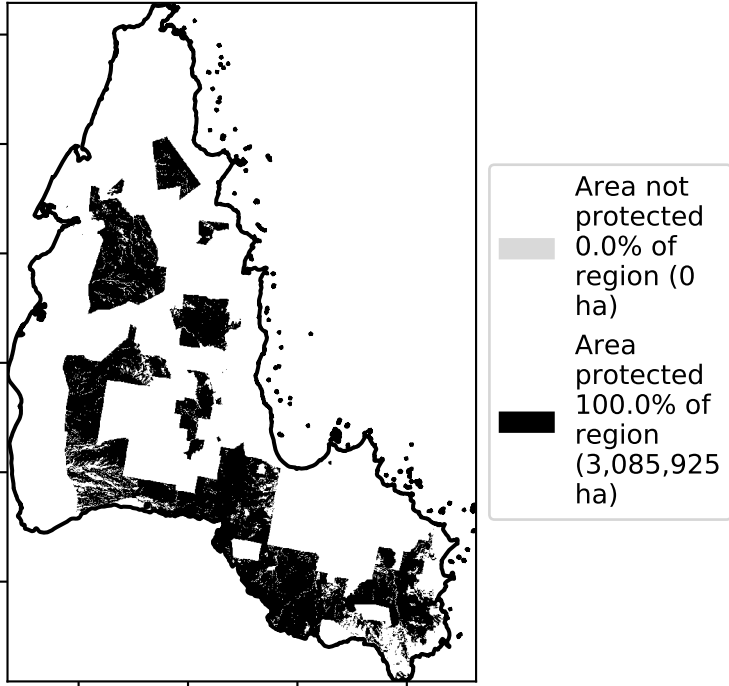 Area not
protected
0.0% of
region (0
ha)
Area
protected
100.0% of
region
(3,085,925
ha)